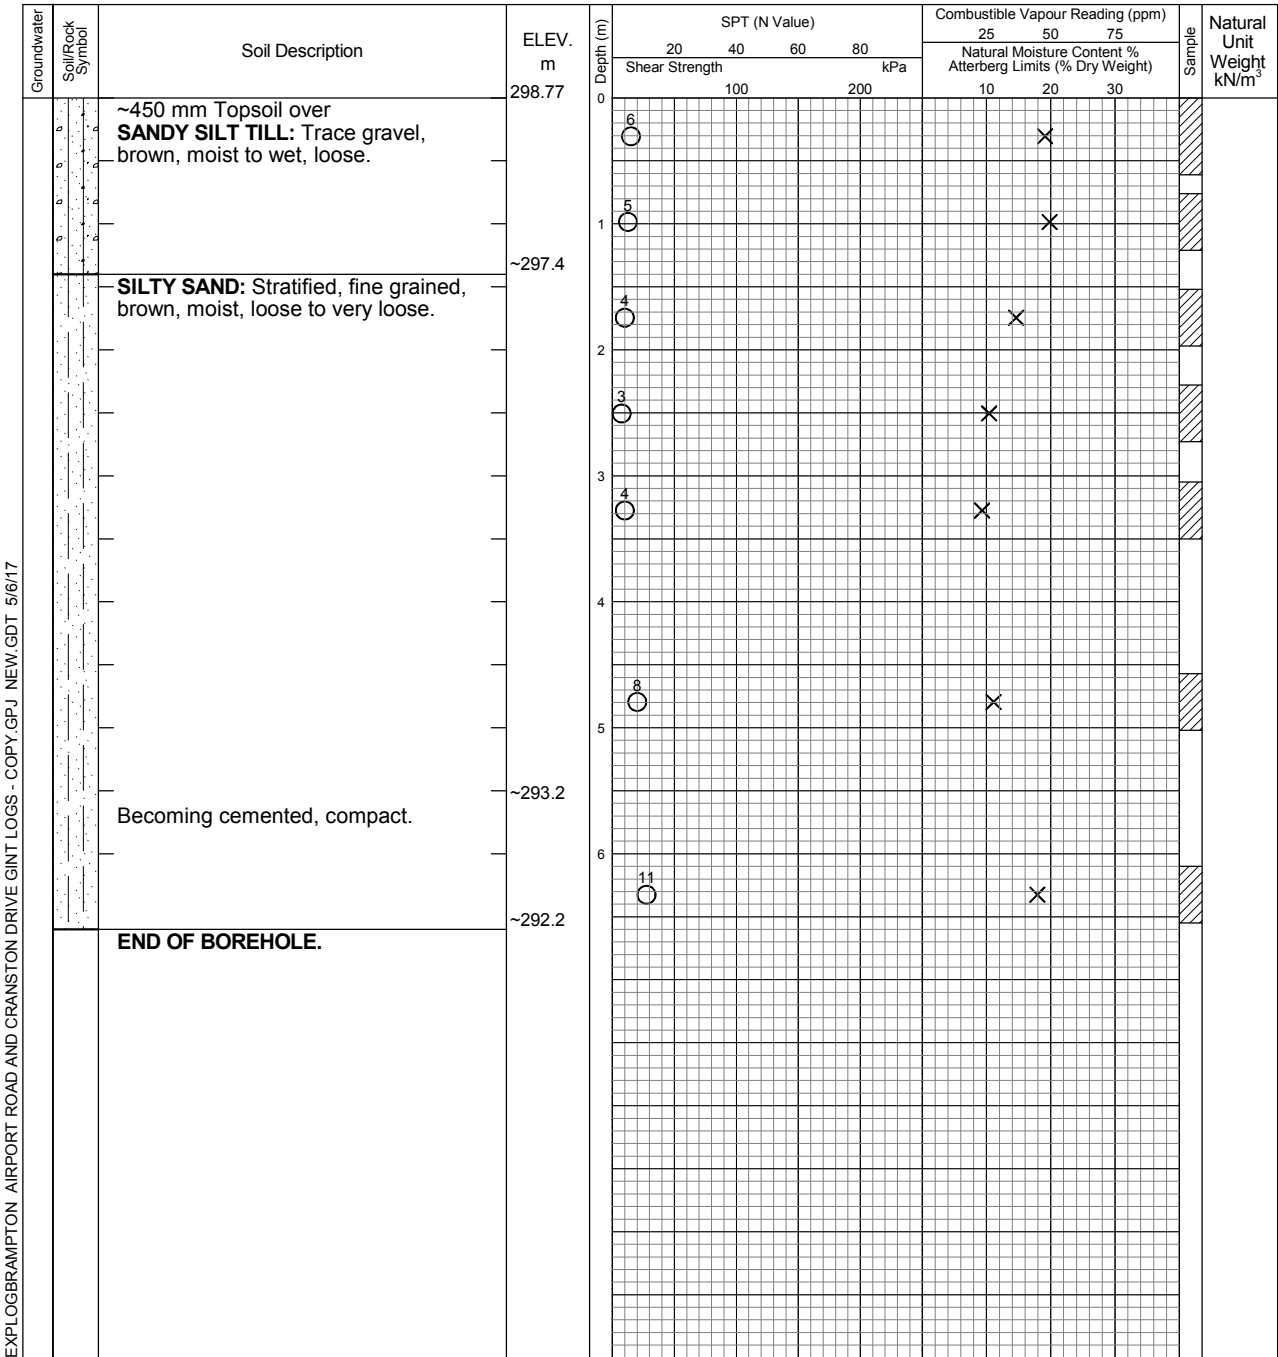 Groundwater
Soil/Rock
Symbol
Soil Description
ELEV.
m
298.77
Depth (m)
SPT (N Value)
20 40 60 80
Shear Strength kPa
100 200
Combustible Vapour Reading (ppm)
25 50 75
Natural Moisture Content %
Atterberg Limits (% Dry Weight)
10 20 30
Sample
Natural
Unit
Weight
kN/m³
0
~450 mm Topsoil over
SANDY SILT TILL: Trace gravel,
brown, moist to wet, loose.
6
5
1
~297.4
SILTY SAND: Stratified, fine grained,
brown, moist, loose to very loose.
4
2
3
3
4
4
8
5
~293.2
Becoming cemented, compact.
6
11
~292.2
END OF BOREHOLE.
EXPLOGBRAMPTON AIRPORT ROAD AND CRANSTON DRIVE GINT LOGS - COPY.GPJ NEW.GDT 5/6/17